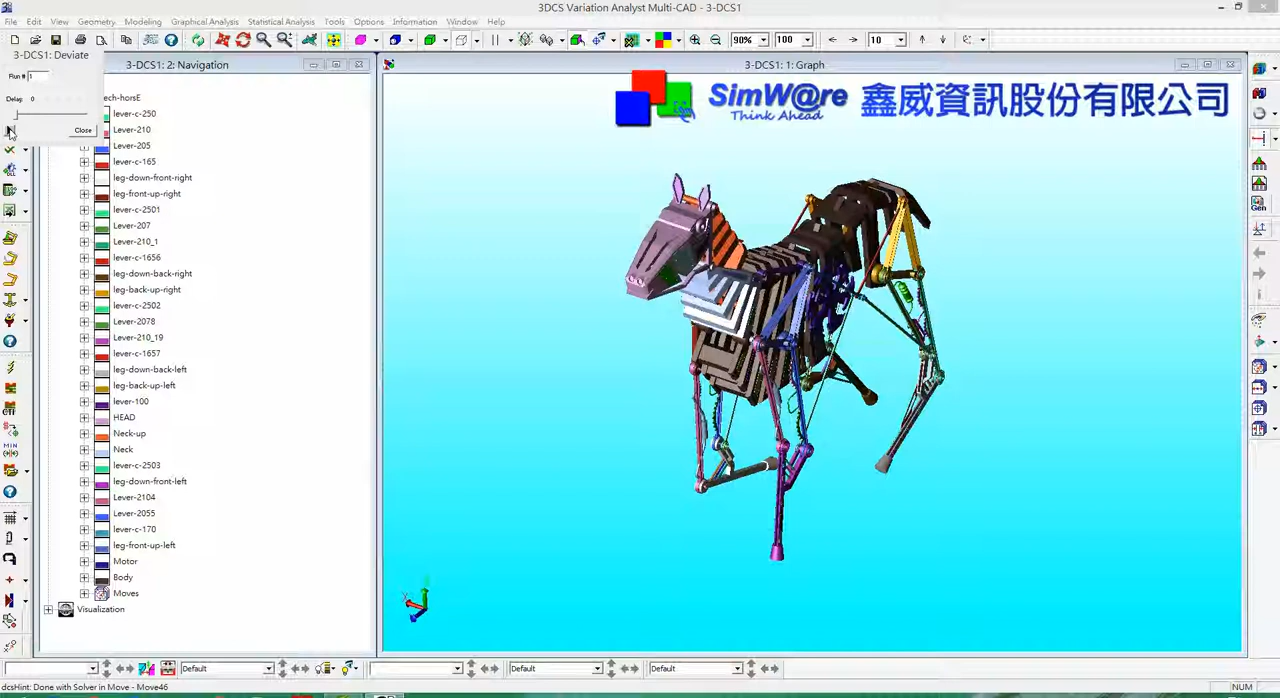 3DCS Variation Analyst Multi-CAD - 3-DCS1
File Edit View Geometry Modeling Graphical Analysis Statistical Analysis Tools Options Information Window Help
90% 100 10
3-DCS1: Deviate
Run # 1
Delay: 0
Close
3-DCS1: 2: Navigation
ech-horsE
lever-c-250
Lever-210
Lever-205
lever-c-165
leg-down-front-right
leg-front-up-right
lever-c-2501
Lever-207
Lever-210_1
lever-c-1656
leg-down-back-right
leg-back-up-right
lever-c-2502
Lever-2078
Lever-210_19
lever-c-1657
leg-down-back-left
leg-back-up-left
lever-100
HEAD
Neck-up
Neck
lever-c-2503
leg-down-front-left
Lever-2104
Lever-2055
lever-c-170
leg-front-up-left
Motor
Body
Moves
Visualization
3-DCS1: 1: Graph
SimW@re 鑫威資訊股份有限公司
Think Ahead
Gen
GTF
MIN
Default Default Default
dcsHint: Done with Solver in Move - Move46
NUM